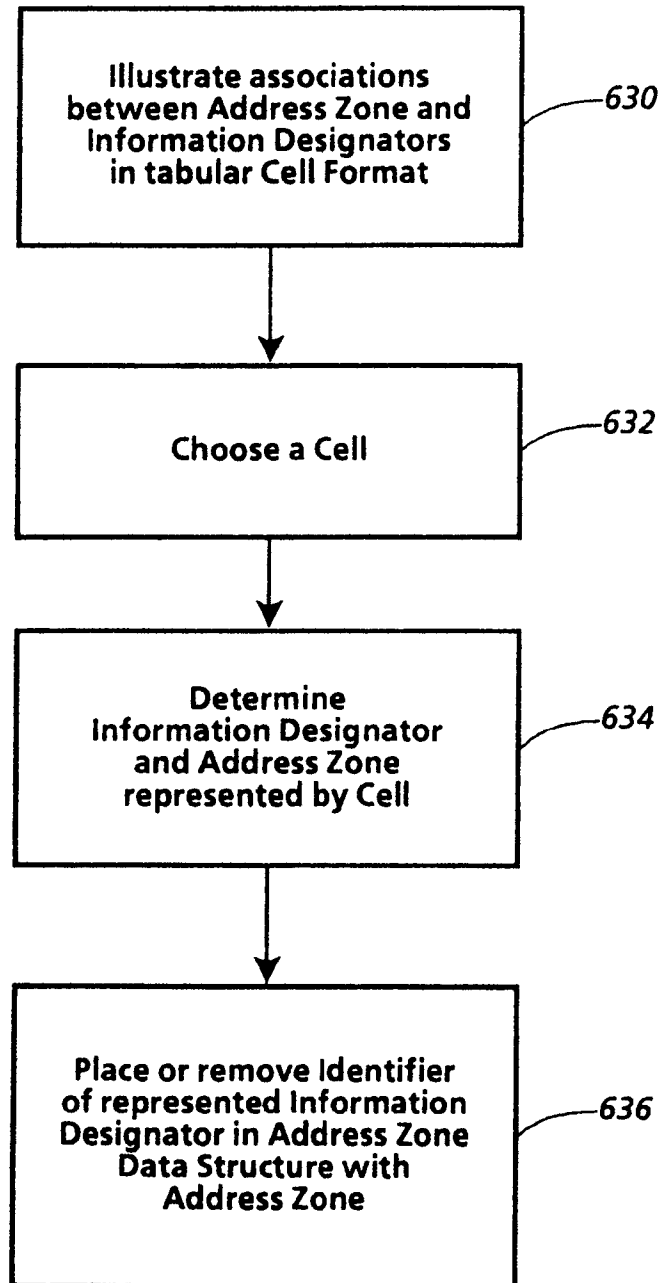 Illustrate associations
between Address Zone and
Information Designators
in tabular Cell Format
630
Choose a Cell
632
Determine
Information Designator
and Address Zone
represented by Cell
634
Place or remove Identifier
of represented Information
Designator in Address Zone
Data Structure with
Address Zone
636